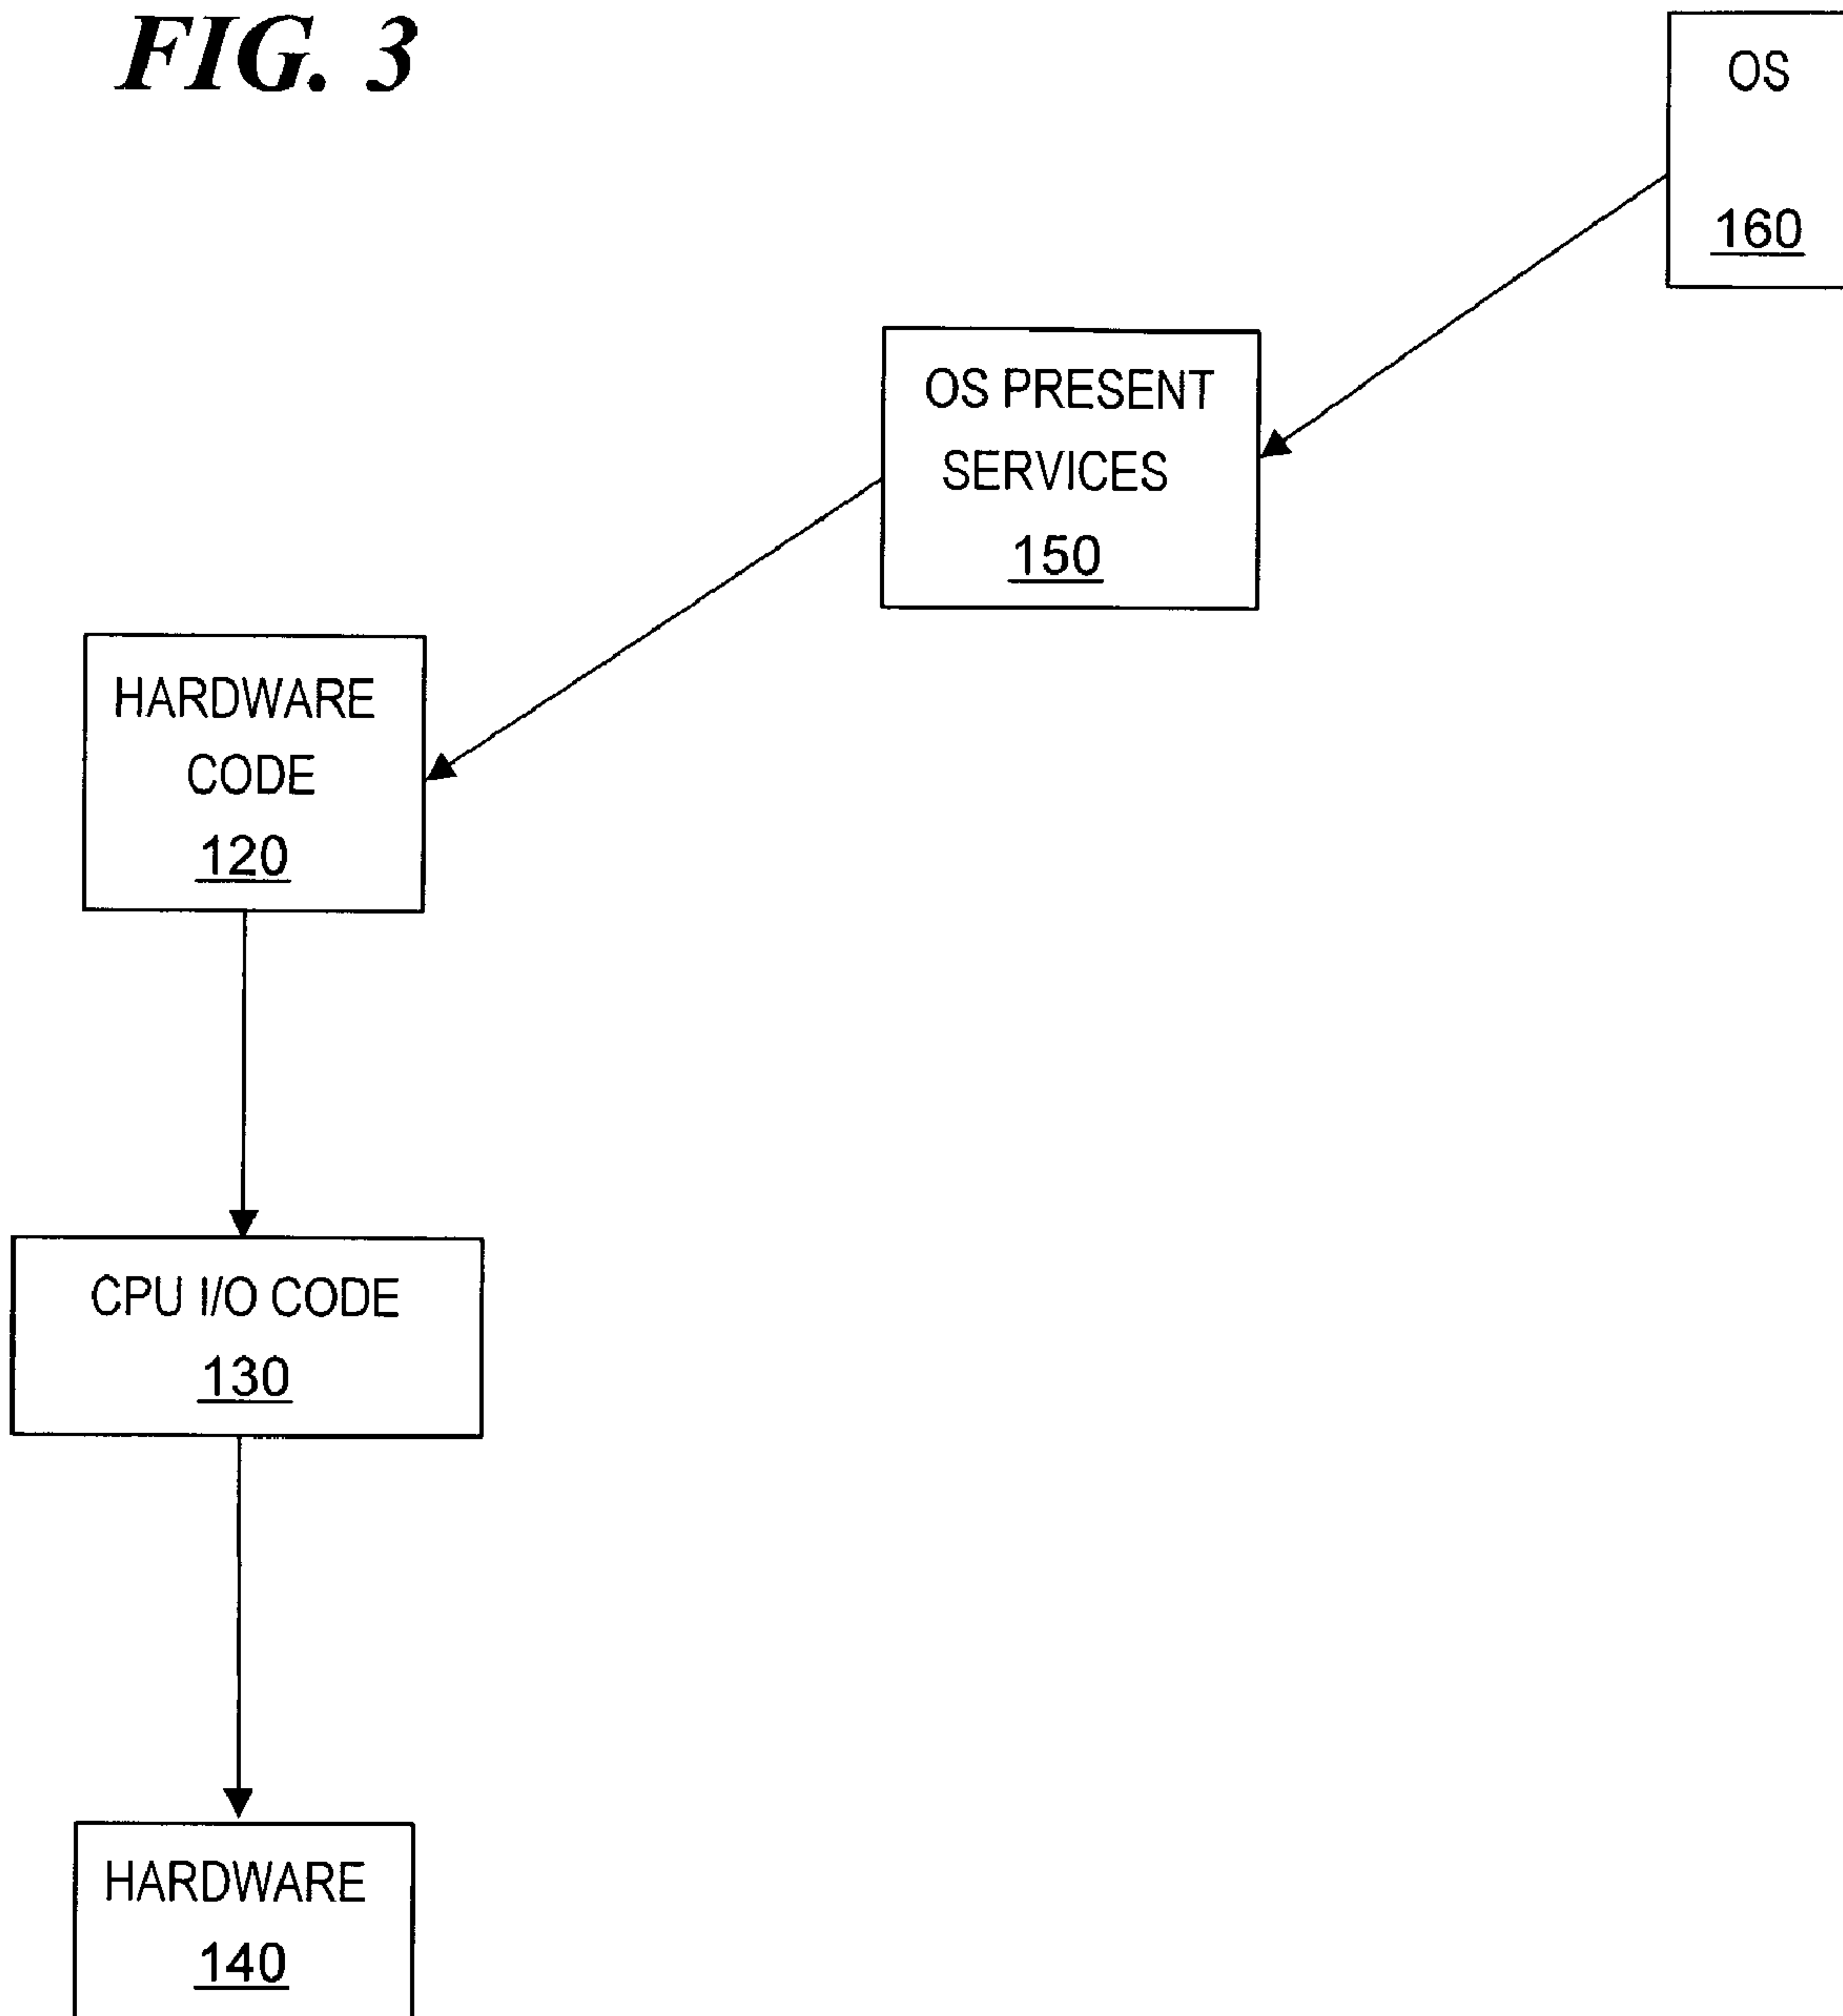 FIG. 3
OS
160
OS PRESENT
SERVICES
150
HARDWARE
CODE
120
CPU I/O CODE
130
HARDWARE
140